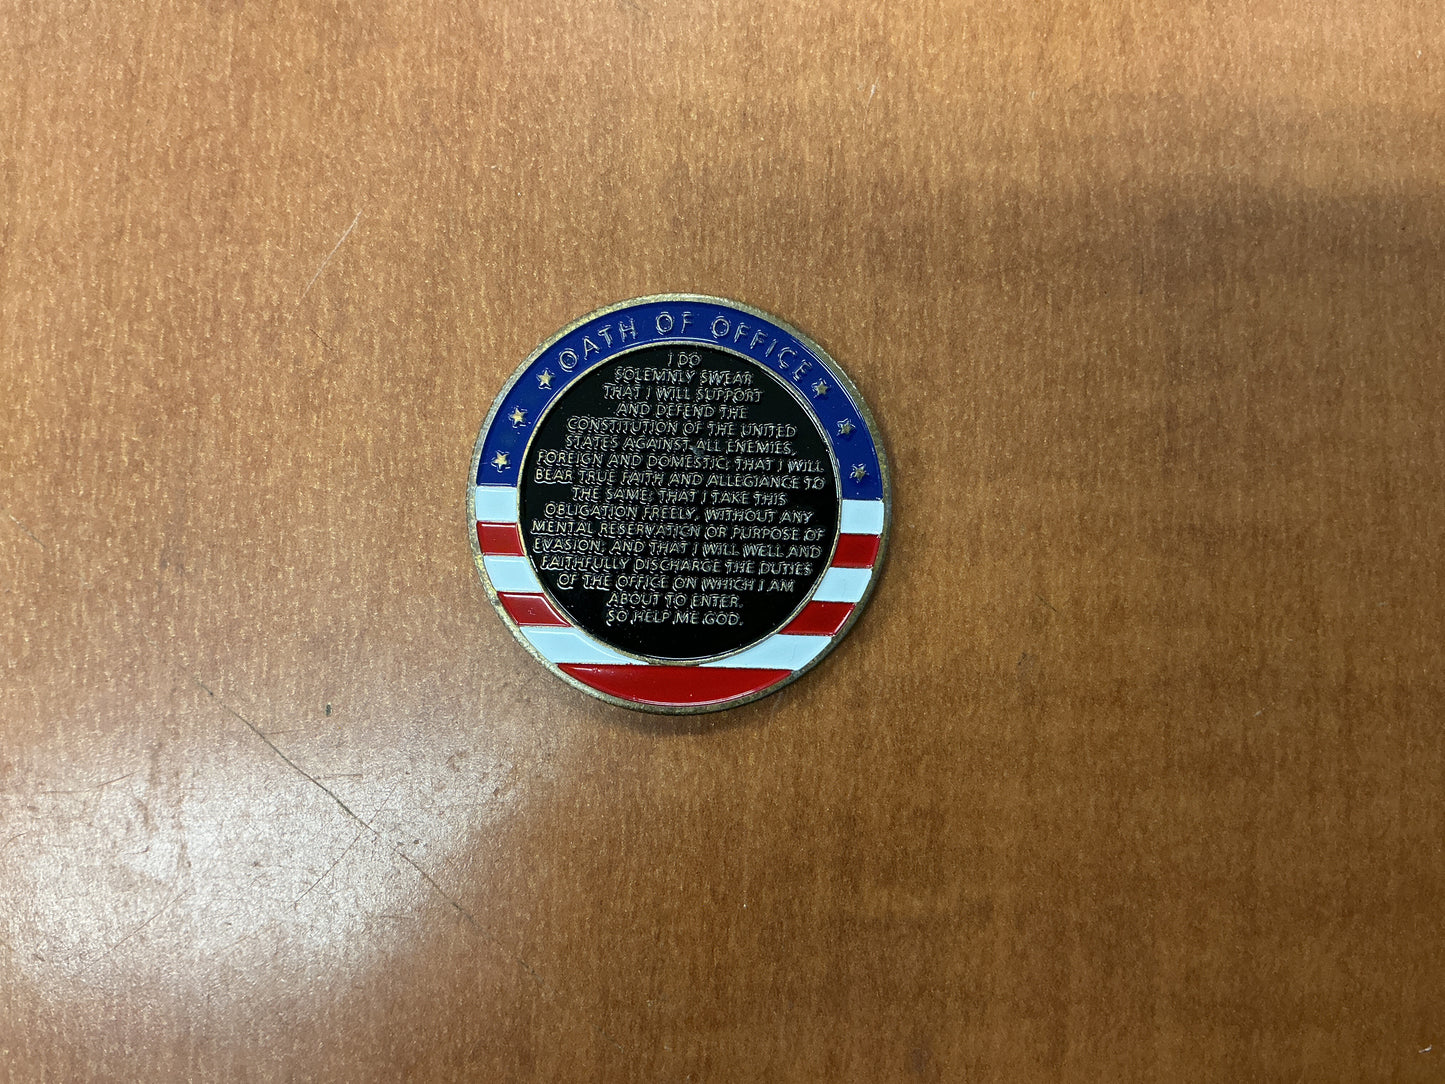 OATH OF OFFICE
I DO
SOLEMNLY SWEAR
THAT I WILL SUPPORT
AND DEFEND THE
CONSTITUTION OF THE UNITED
STATES AGAINST ALL ENEMIES,
FOREIGN AND DOMESTIC; THAT I WILL
BEAR TRUE FAITH AND ALLEGIANCE TO
THE SAME; THAT I TAKE THIS
OBLIGATION FREELY, WITHOUT ANY
MENTAL RESERVATION OR PURPOSE OF
EVASION; AND THAT I WILL WELL AND
FAITHFULLY DISCHARGE THE DUTIES
OF THE OFFICE ON WHICH I AM
ABOUT TO ENTER.
SO HELP ME GOD.